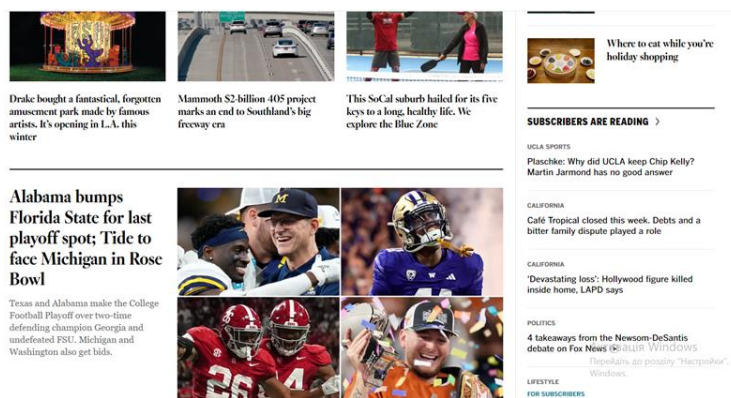 Drake bought a fantastical, forgotten
amusement park made by famous
artists. It's opening in L.A. this
winter
Mammoth $2-billion 405 project
marks an end to Southland's big
freeway era
This SoCal suburb hailed for its five
keys to a long, healthy life. We
explore the Blue Zone
Alabama bumps
Florida State for last
playoff spot; Tide to
face Michigan in Rose
Bowl
Texas and Alabama make the College
Football Playoff over two-time
defending champion Georgia and
undefeated FSU. Michigan and
Washington also get bids.
M
W
26
4
Where to eat while you're
holiday shopping
SUBSCRIBERS ARE READING >
UCLA SPORTS
Plaschke: Why did UCLA keep Chip Kelly?
Martin Jarmond has no good answer
CALIFORNIA
Café Tropical closed this week. Debts and a
bitter family dispute played a role
CALIFORNIA
‘Devastating loss’: Hollywood figure killed
inside home, LAPD says
POLITICS
4 takeaways from the Newsom-DeSantis
debate on Fox News
Активація Windows
Перейдіть до розділу "Настройки".
Windows.
LIFESTYLE
FOR SUBSCRIBERS